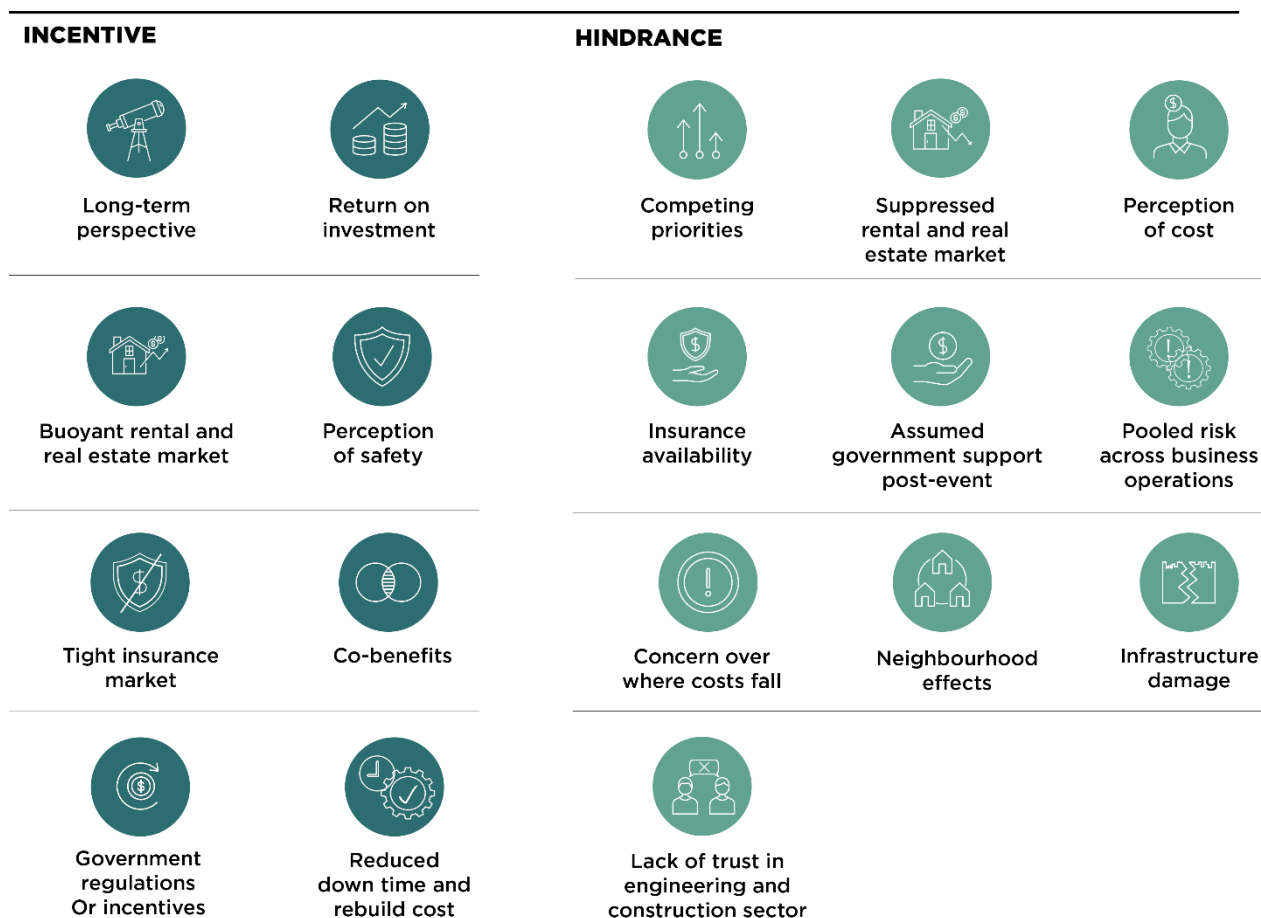 INCENTIVE
Long-term
perspective
Return on
investment
Buoyant rental and
real estate market
Perception
of safety
Tight insurance
market
Co-benefits
Government
regulations
Or incentives
Reduced
down time and
rebuild cost
HINDRANCE
Competing
priorities
Suppressed
rental and real
estate market
Perception
of cost
Insurance
availability
Assumed
government support
post-event
Pooled risk
across business
operations
Concern over
where costs fall
Neighbourhood
effects
Infrastructure
damage
Lack of trust in
engineering and
construction sector